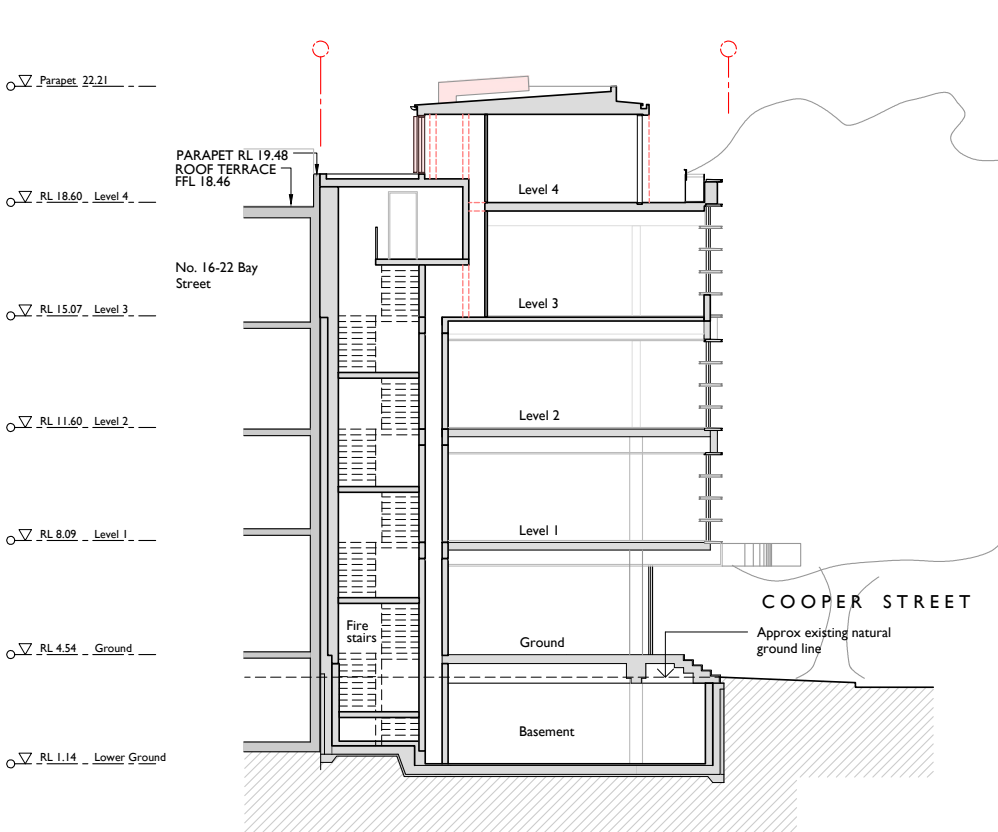 Parapet 22.21
PARAPET RL 19.48
ROOF TERRACE
FFL 18.46
RL 18.60 Level 4
Level 4
No. 16-22 Bay
Street
RL 15.07 Level 3
Level 3
RL 11.60 Level 2
Level 2
RL 8.09 Level 1
Level 1
COOPER STREET
Fire
stairs
Approx existing natural
ground line
RL 4.54 Ground
Ground
Basement
RL 1.14 Lower Ground